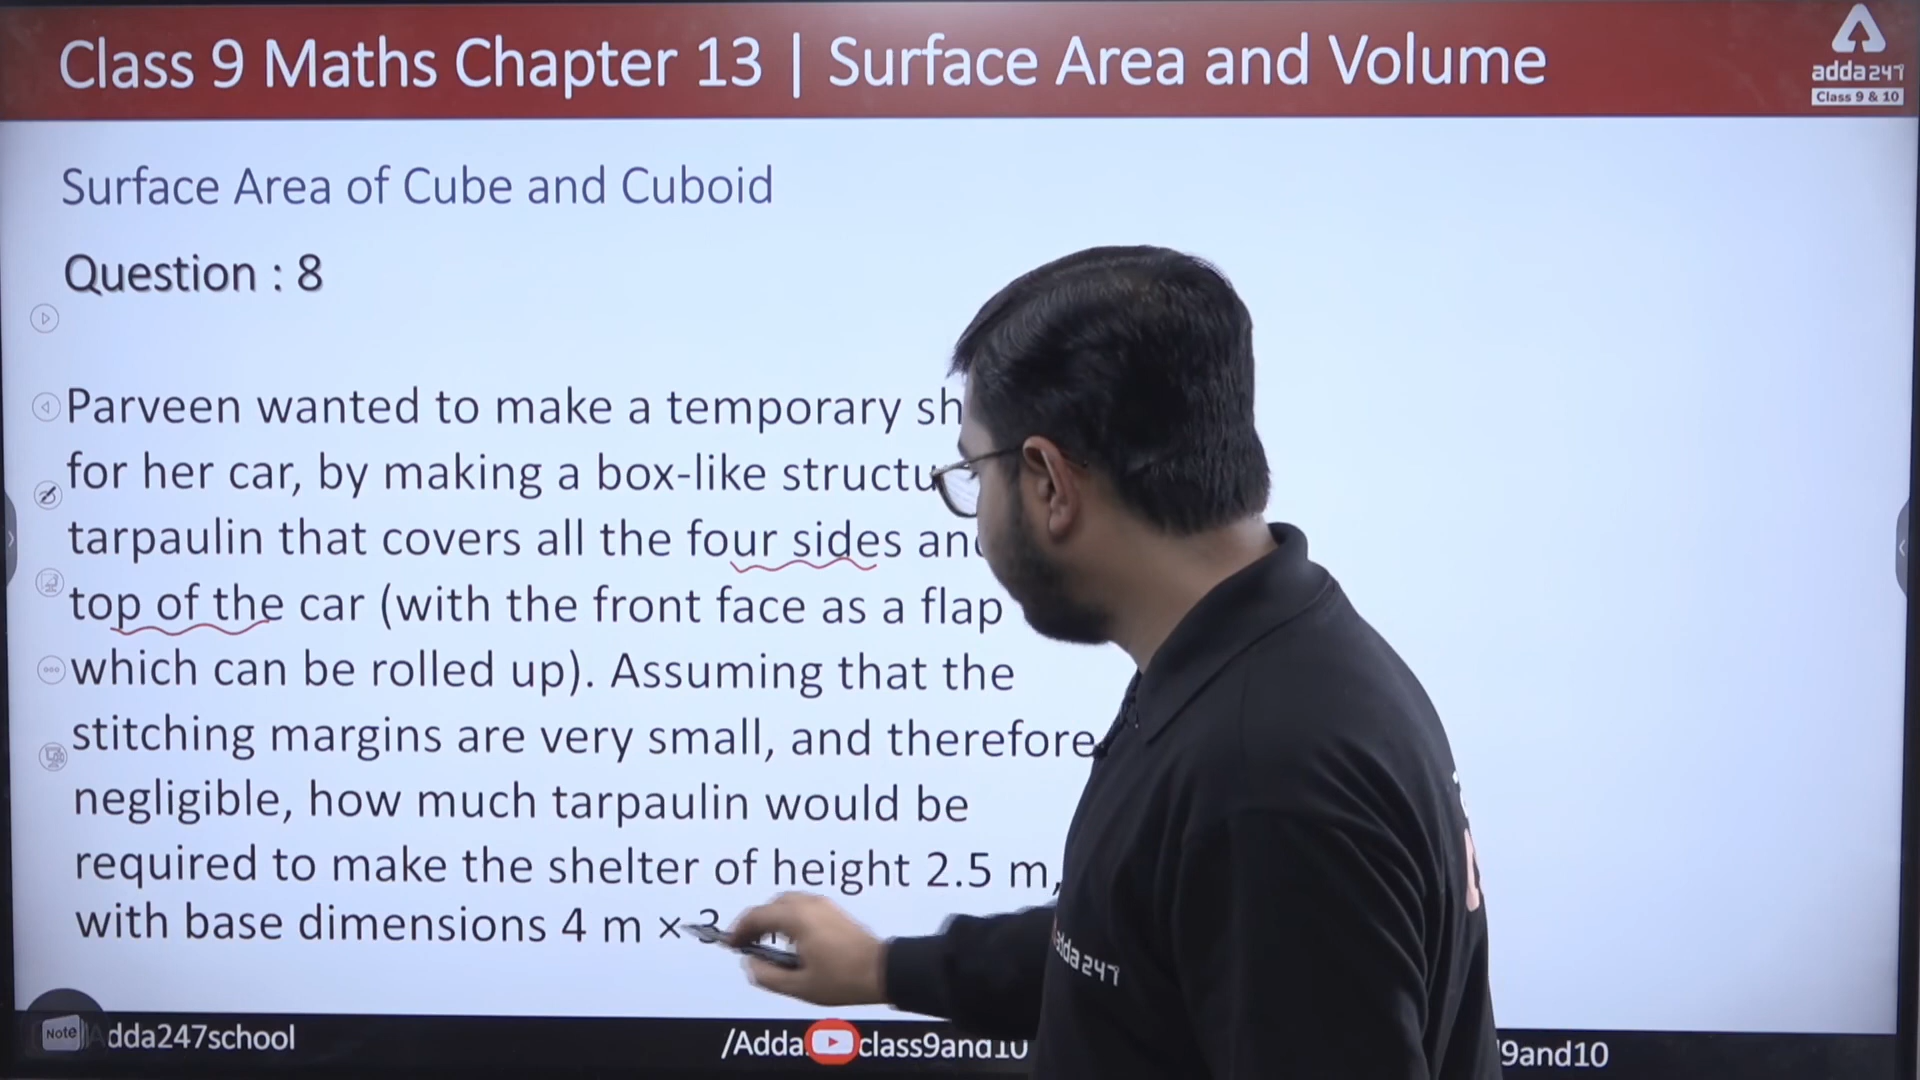 Class 9 Maths Chapter 13 | Surface Area and Volume
adda247
Class 9 & 10
Surface Area of Cube and Cuboid
Question : 8
Parveen wanted to make a temporary
for her car, by making a box-like
tarpaulin that covers all the four sides
top of the car (with the front face as a flap
which can be rolled up). Assuming that the
stitching margins are very small, and therefore
negligible, how much tarpaulin would be
required to make the shelter of height 2.5 m,
with base dimensions 4 m × 3
adda247
Note
dda247school
/Adda
class9and10
9and10